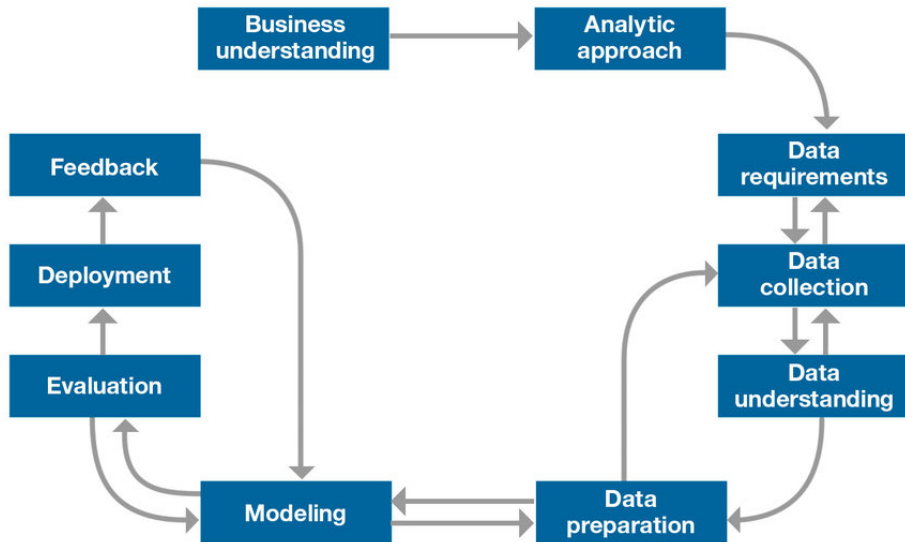 Business
understanding
Analytic
approach
Data
requirements
Data
collection
Data
understanding
Data
preparation
Modeling
Evaluation
Deployment
Feedback